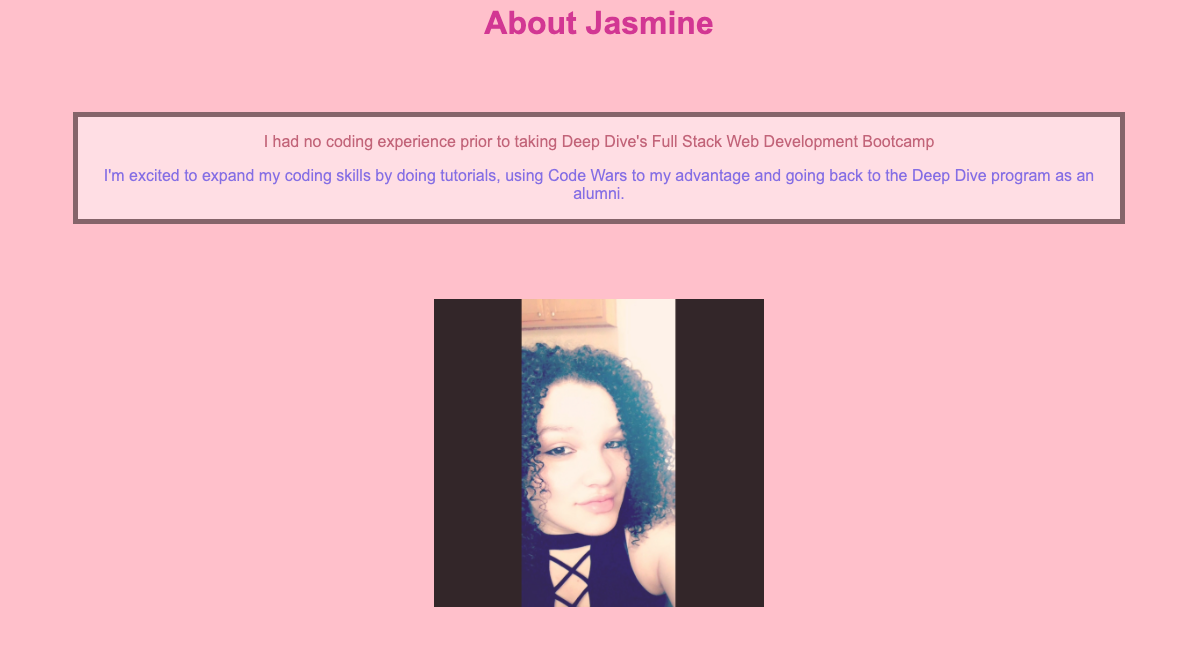 About Jasmine
I had no coding experience prior to taking Deep Dive's Full Stack Web Development Bootcamp
I'm excited to expand my coding skills by doing tutorials, using Code Wars to my advantage and going back to the Deep Dive program as an
alumni.